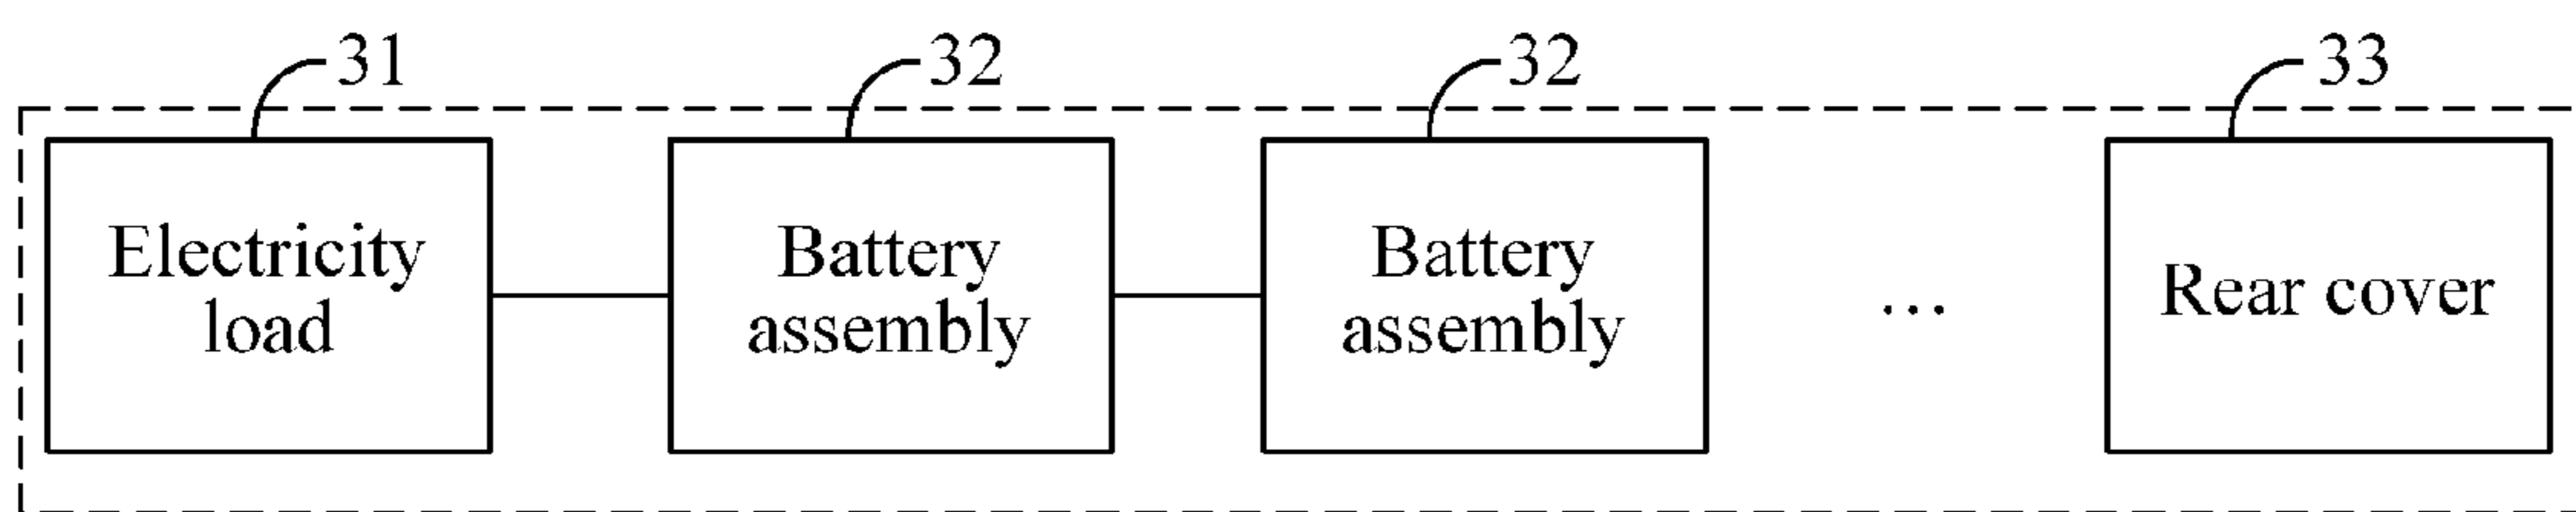 31
32
32
33
Electricity
load
Battery
assembly
Battery
assembly
...
Rear cover